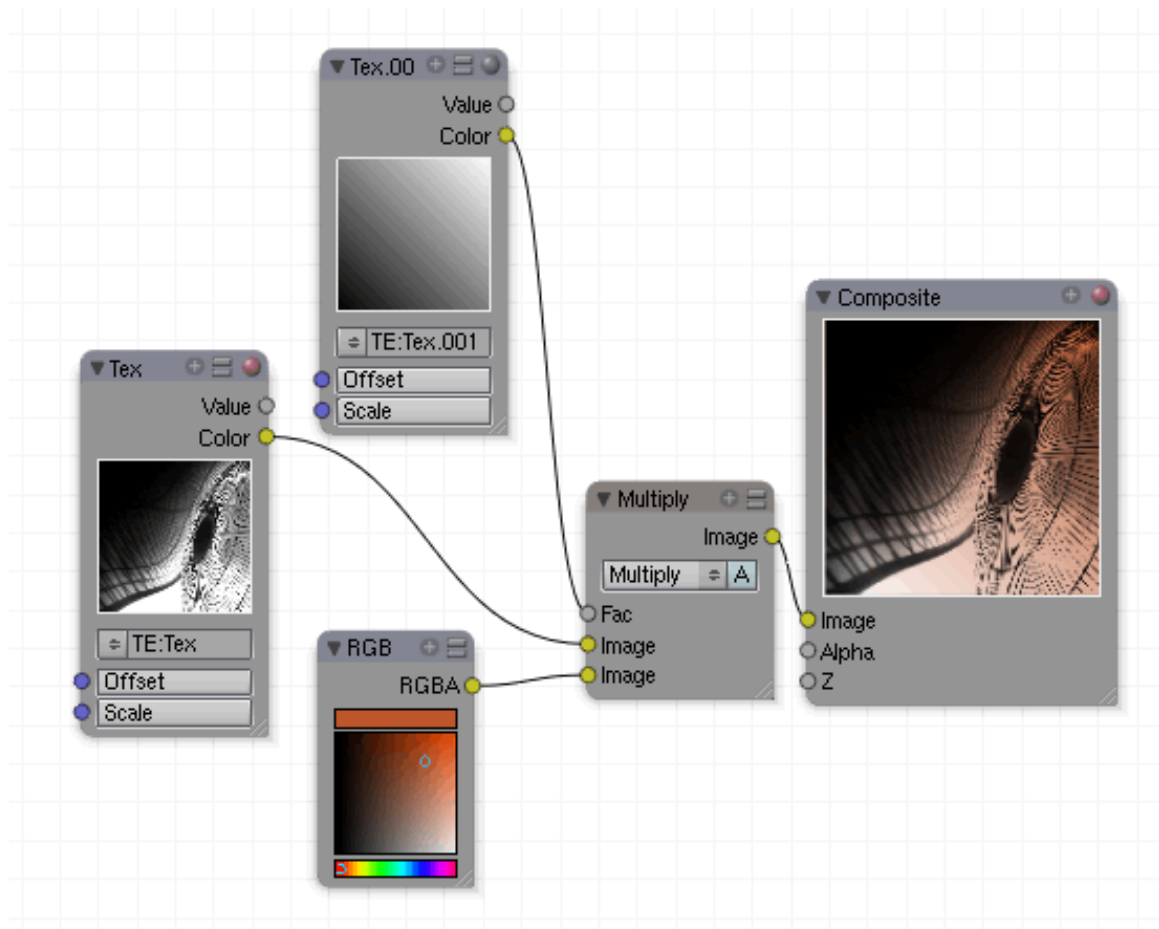 Tex.00
Value
Color
TE:Tex.001
Offset
Scale
Tex
Value
Color
TE:Tex
Offset
Scale
RGB
RGBA
Multiply
Image
Multiply
A
Fac
Image
Image
Composite
Image
Alpha
Z